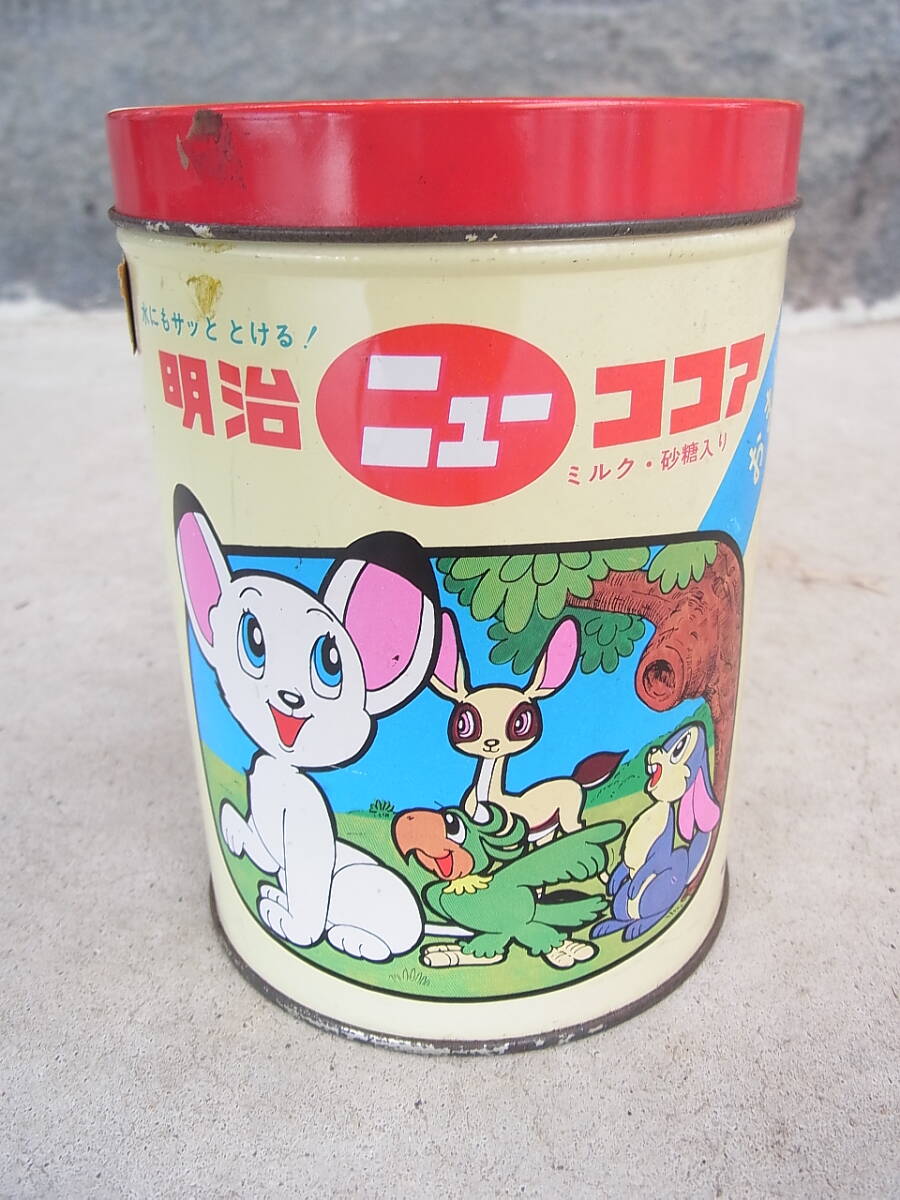 水にもサッととける!
明治 ニュー ココア
ミルク・砂糖入り
お